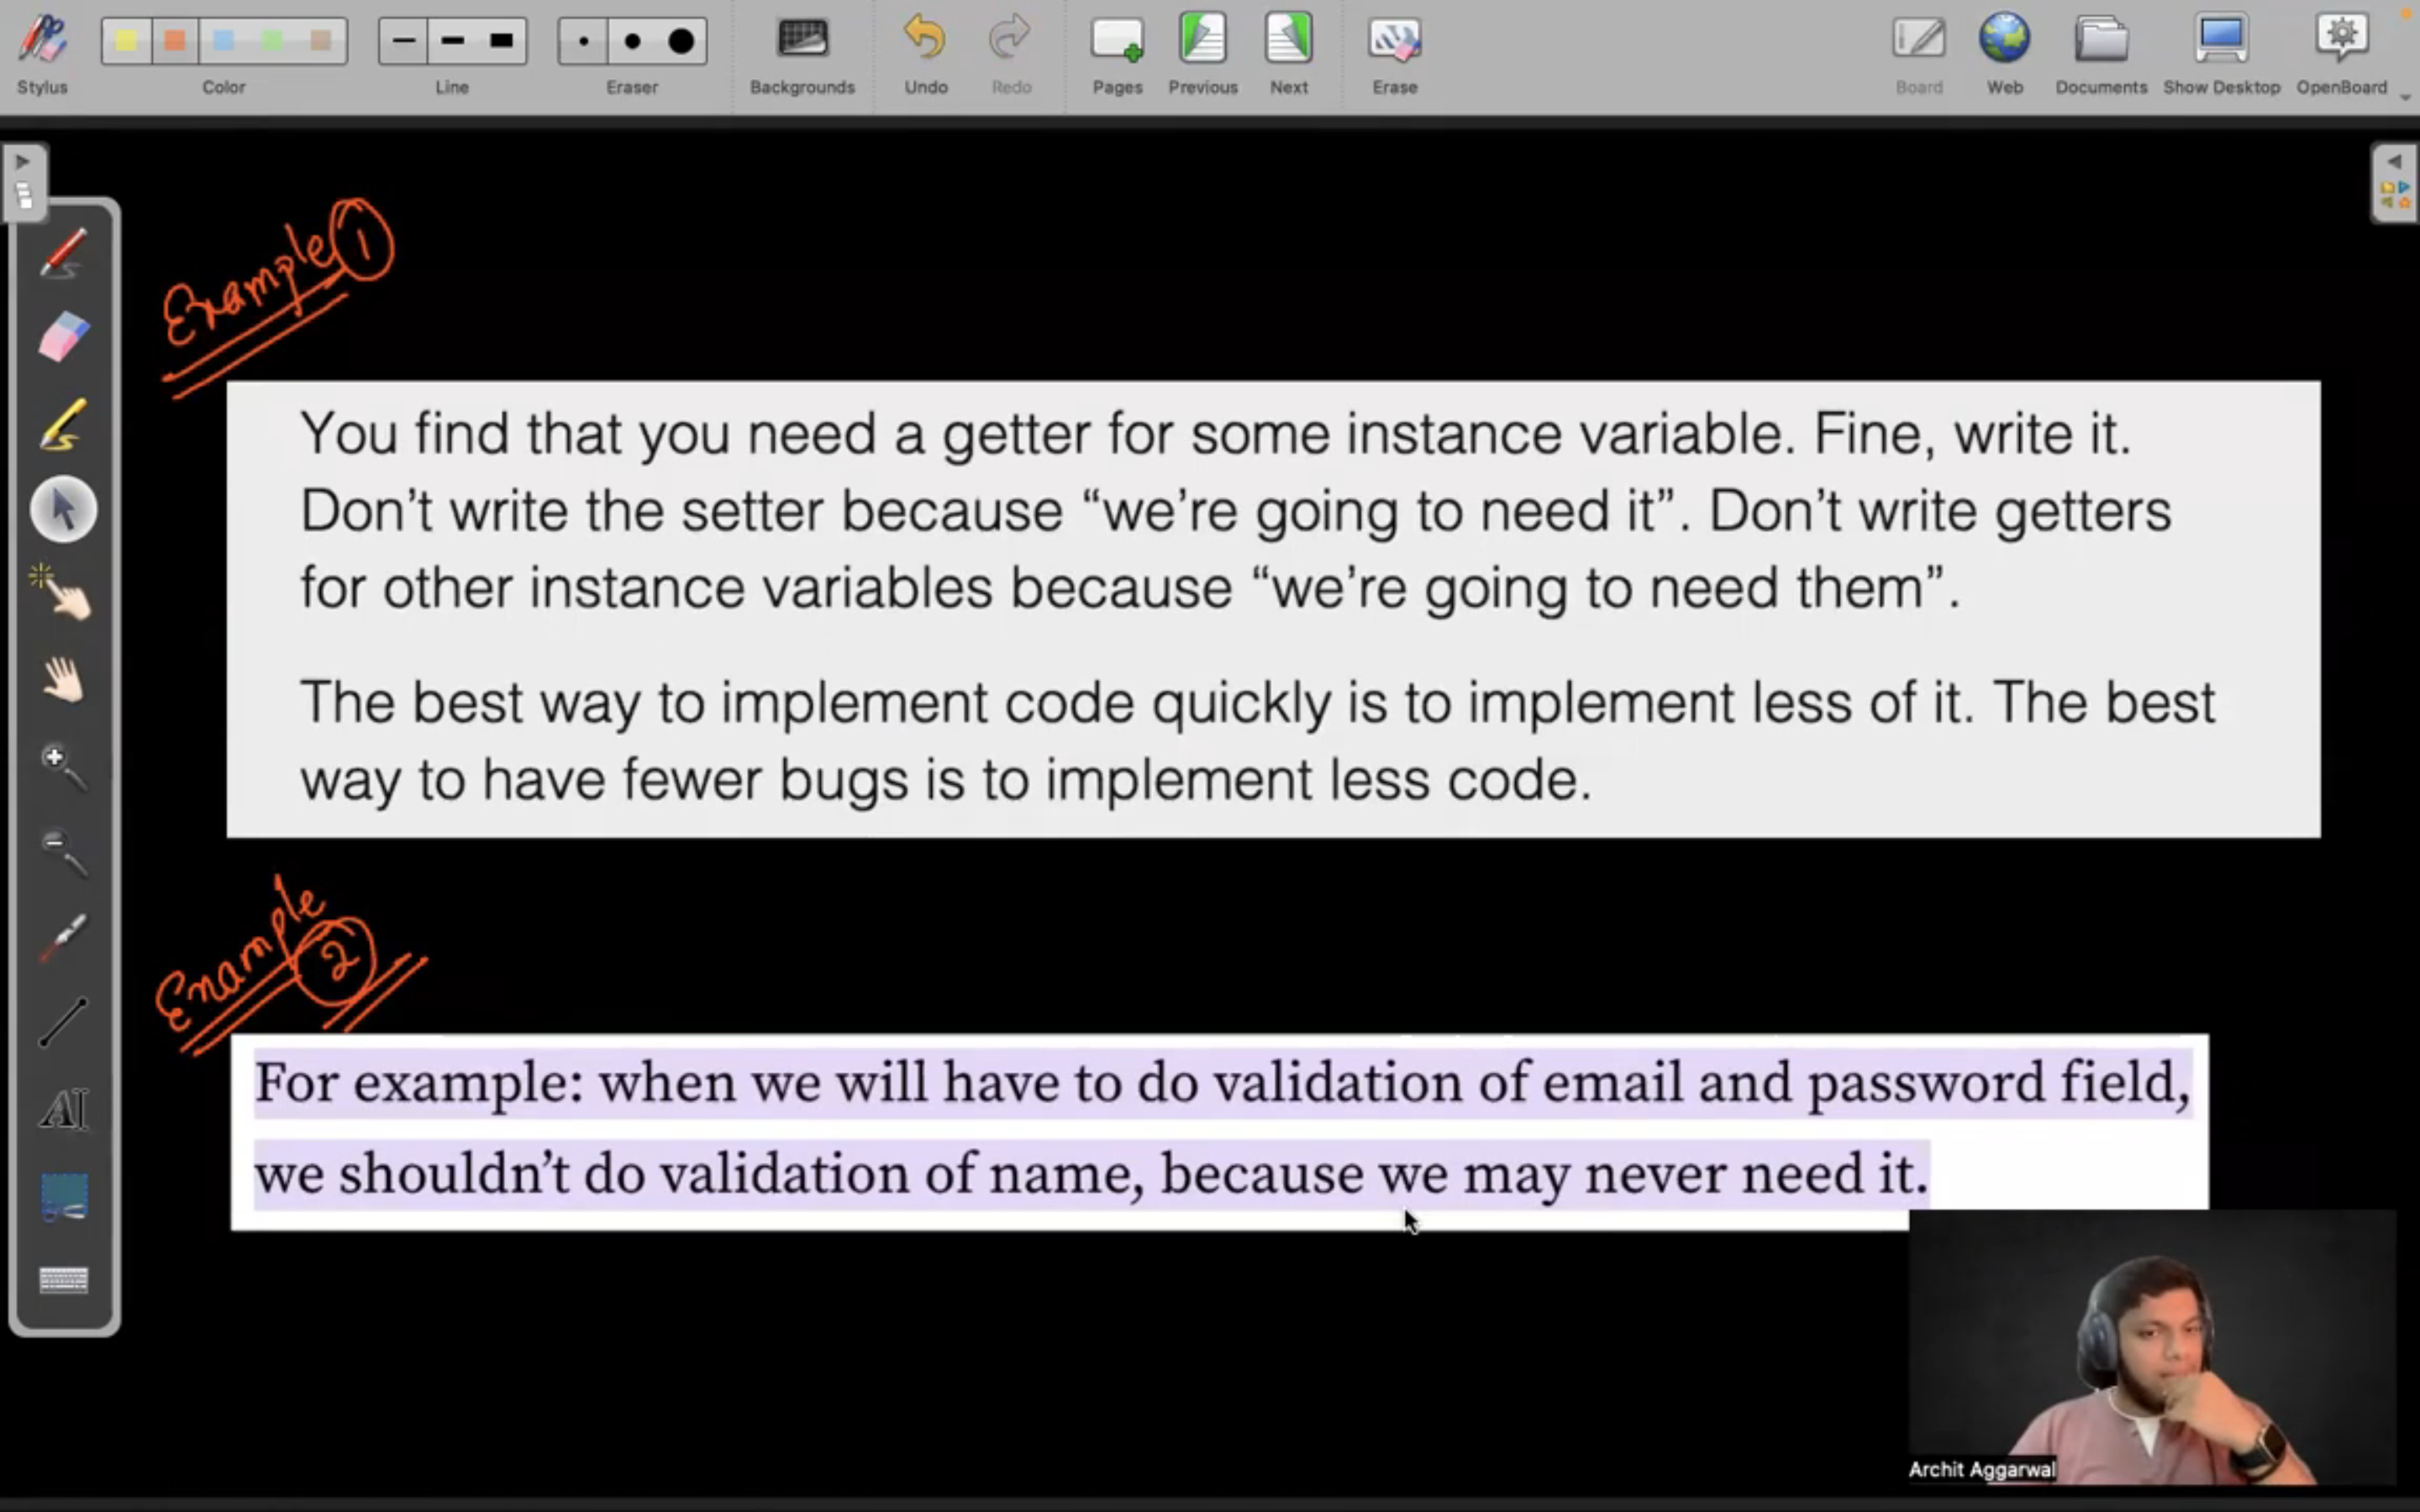 Stylus
Color
Line
Eraser
Backgrounds
Undo
Redo
Pages
Previous
Next
Erase
Board
Web
Documents
Show Desktop
OpenBoard
Example 1
You find that you need a getter for some instance variable. Fine, write it.
Don’t write the setter because “we’re going to need it”. Don’t write getters
for other instance variables because “we’re going to need them”.
The best way to implement code quickly is to implement less of it. The best
way to have fewer bugs is to implement less code.
Example 2
For example: when we will have to do validation of email and password field,
we shouldn’t do validation of name, because we may never need it.
AI
Archit Aggarwal